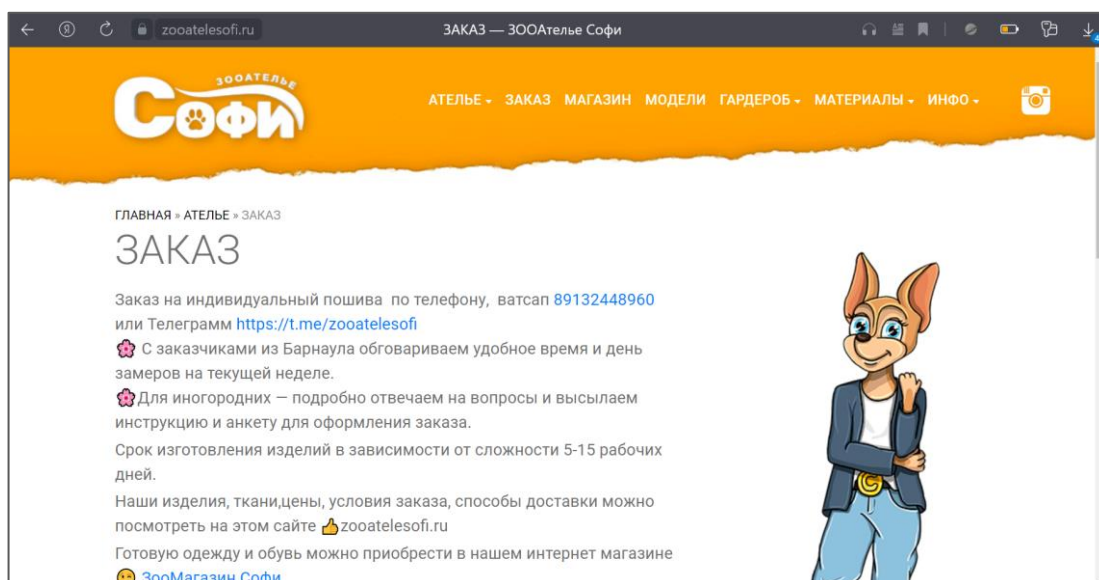 zooatelesofi.ru
ЗАКАЗ — ЗООАтелье Софи
ЗООАТЕЛЬЕ
Софи
АТЕЛЬЕ ЗАКАЗ МАГАЗИН МОДЕЛИ ГАРДЕРОБ МАТЕРИАЛЫ ИНФО
ГЛАВНАЯ » АТЕЛЬЕ » ЗАКАЗ
ЗАКАЗ
Заказ на индивидуальный пошива по телефону, ватсап 89132448960
или Телеграмм https://t.me/zooatelesofi
🌸 С заказчиками из Барнаула обговариваем удобное время и день
замеров на текущей неделе.
🌸Для иногородних — подробно отвечаем на вопросы и высылаем
инструкцию и анкету для оформления заказа.
Срок изготовления изделий в зависимости от сложности 5-15 рабочих
дней.
Наши изделия, ткани,цены, условия заказа, способы доставки можно
посмотреть на этом сайте 👍zooatelesofi.ru
Готовую одежду и обувь можно приобрести в нашем интернет магазине
😉 ЗооМагазин Софи